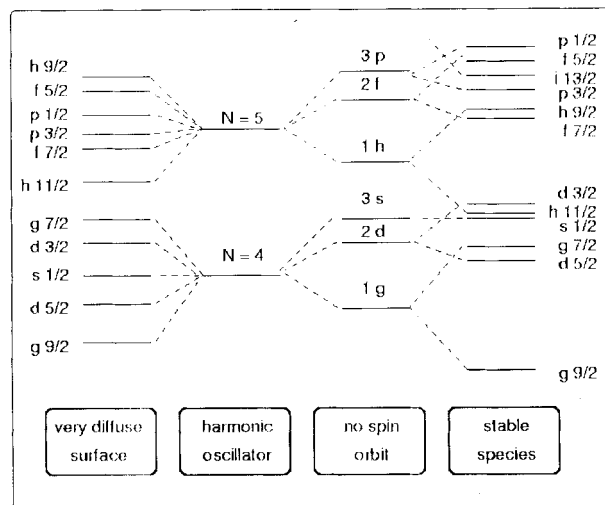 h 9/2
f 5/2
p 1/2
p 3/2
f 7/2
h 11/2
g 7/2
d 3/2
s 1/2
d 5/2
g 9/2
N = 5
N = 4
3 p
2 f
1 h
3 s
2 d
1 g
p 1/2
f 5/2
i 13/2
p 3/2
h 9/2
f 7/2
d 3/2
h 11/2
s 1/2
g 7/2
d 5/2
g 9/2
very diffuse
surface
harmonic
oscillator
no spin
orbit
stable
species